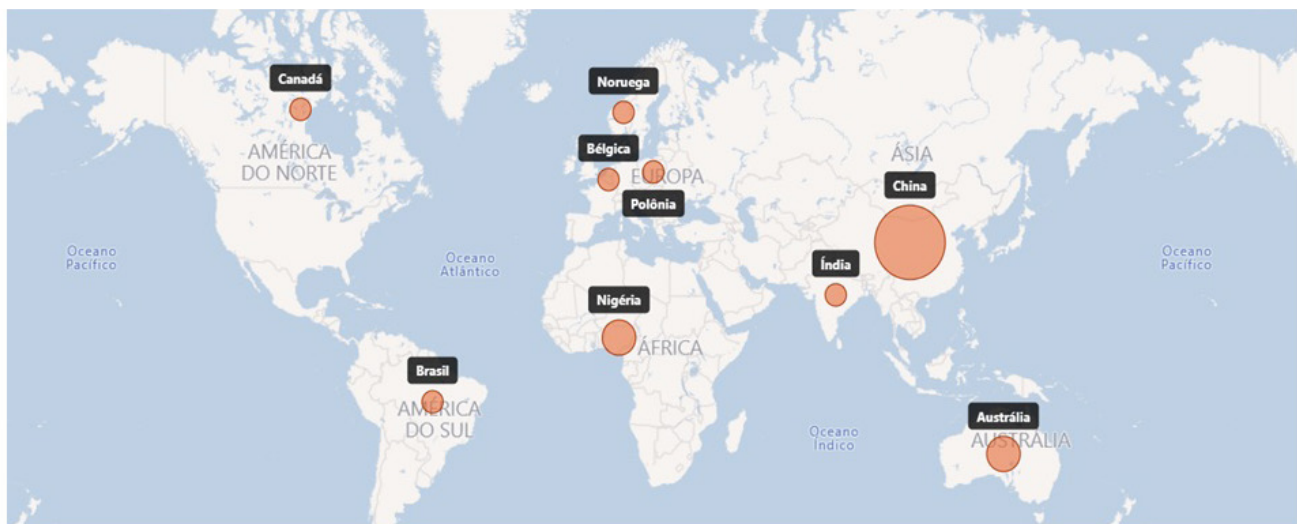 Canadá
Noruega
AMÉRICA
DO NORTE
Bélgica
EUROPA
Polônia
ÁSIA
China
Oceano
Pacífico
Oceano
Atlântico
Oceano
Pacífico
Índia
Nigéria
ÁFRICA
Brasil
AMÉRICA
DO SUL
Oceano
Índico
Austrália
AUSTRÁLIA